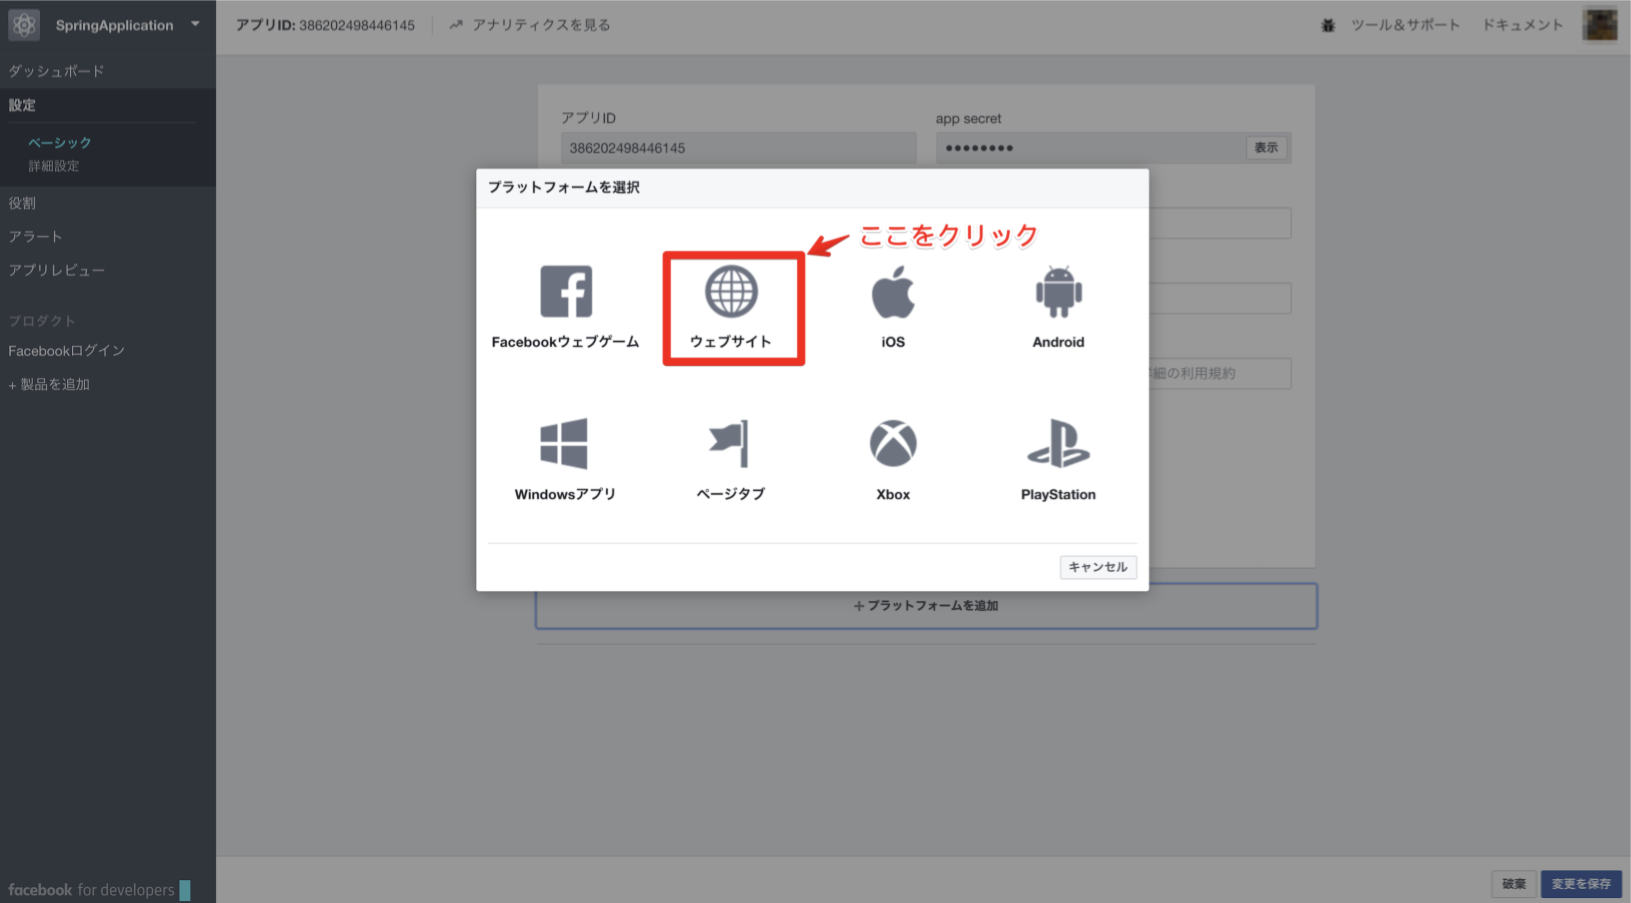 SpringApplication
アプリID: 386202498446145
アナリティクスを見る
ツール＆サポート
ドキュメント
ダッシュボード
設定
ベーシック
詳細設定
役割
アラート
アプリレビュー
プロダクト
Facebookログイン
+ 製品を追加
アプリID
app secret
386202498446145
●●●●●●●●
表示
プラットフォームを選択
ここをクリック
Facebookウェブゲーム
ウェブサイト
iOS
Android
細の利用規約
Windowsアプリ
ページタブ
Xbox
PlayStation
キャンセル
+ プラットフォームを追加
facebook for developers
破棄
変更を保存